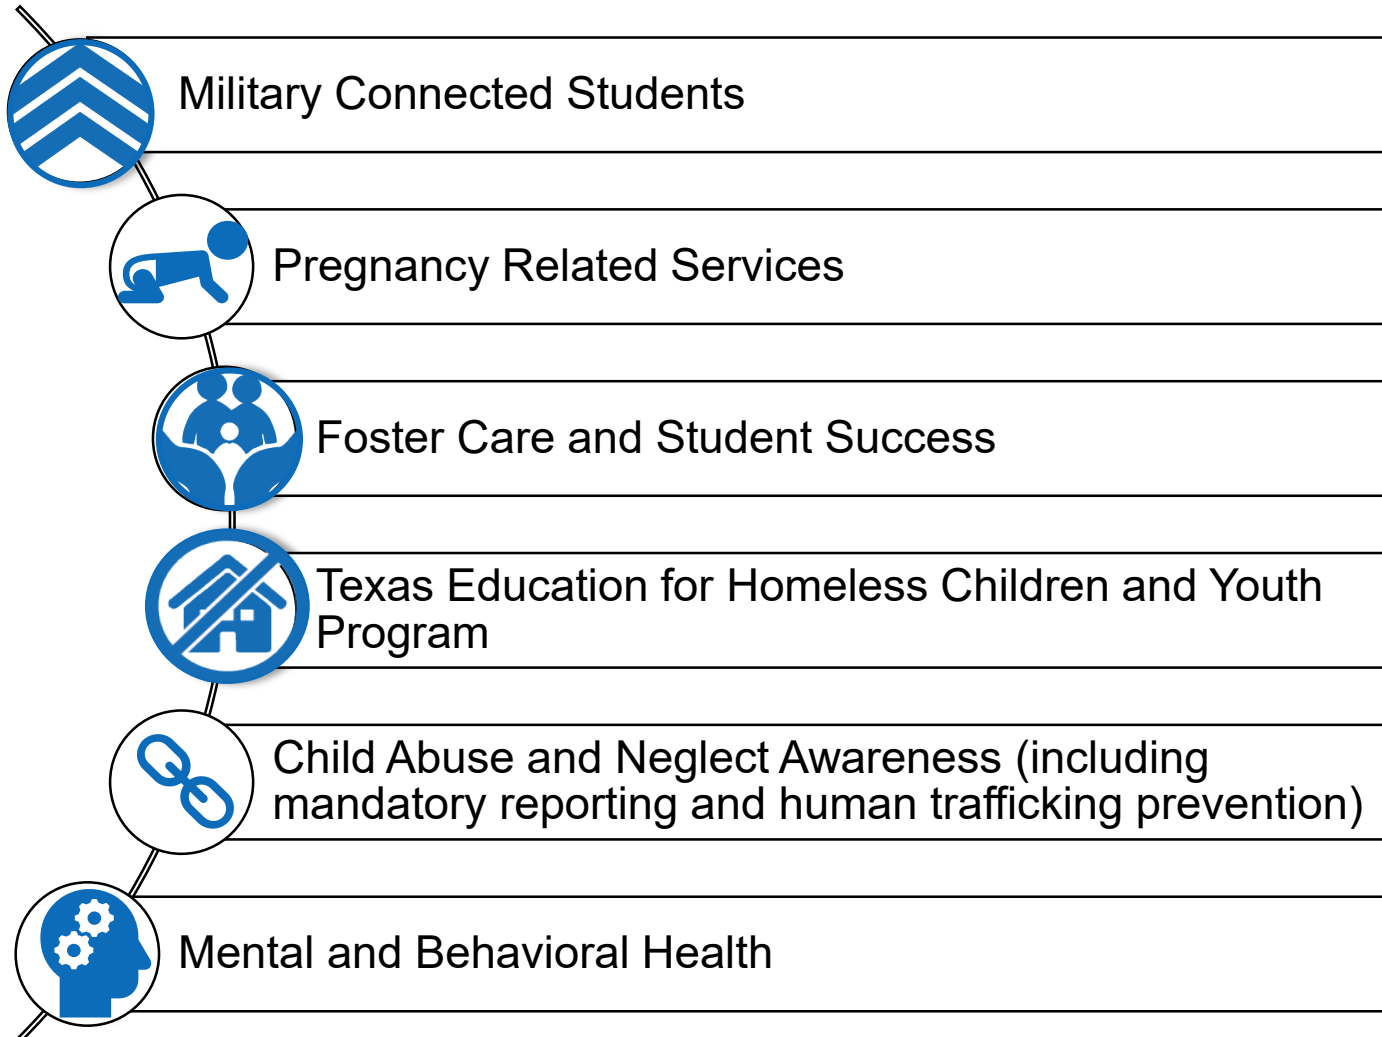 Military Connected Students
Pregnancy Related Services
Foster Care and Student Success
Texas Education for Homeless Children and Youth
Program
Child Abuse and Neglect Awareness (including
mandatory reporting and human trafficking prevention)
Mental and Behavioral Health